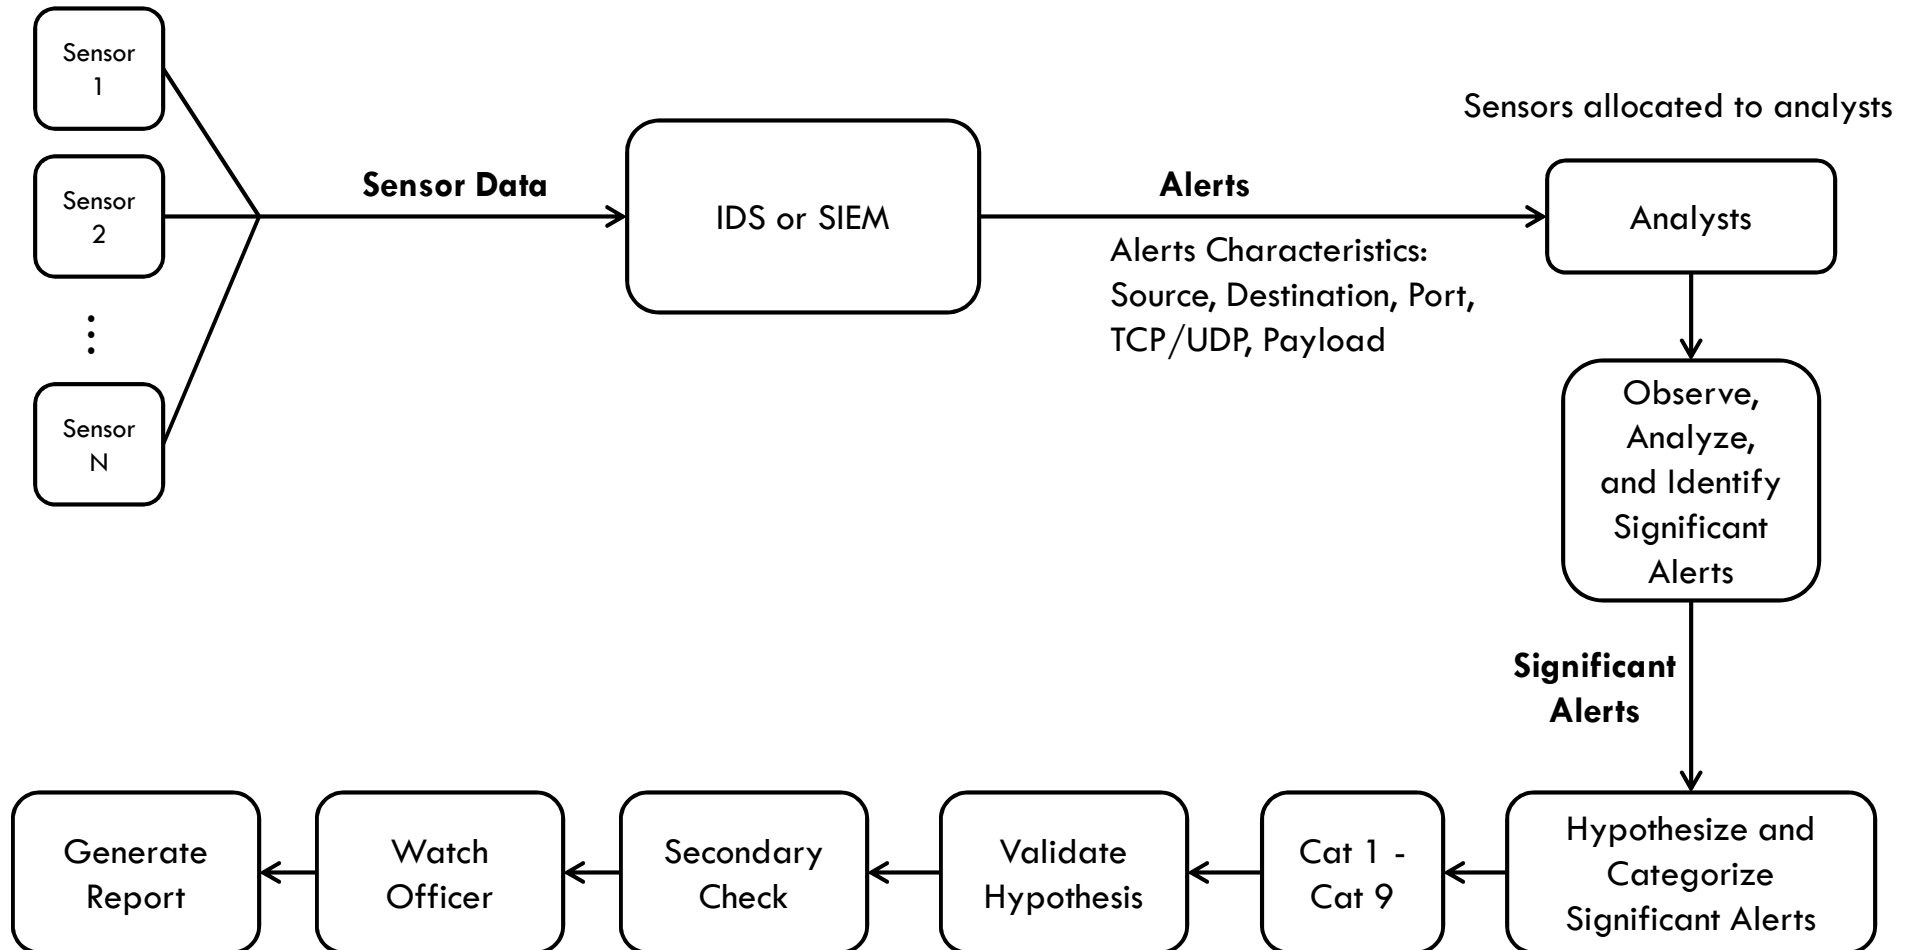 Sensor
1
Sensor
2
Sensor
N
Sensor Data
IDS or SIEM
Alerts
Alerts Characteristics:
Source, Destination, Port,
TCP/UDP, Payload
Sensors allocated to analysts
Analysts
Observe,
Analyze,
and Identify
Significant
Alerts
Significant
Alerts
Hypothesize and
Categorize
Significant Alerts
Cat 1 -
Cat 9
Validate
Hypothesis
Secondary
Check
Watch
Officer
Generate
Report